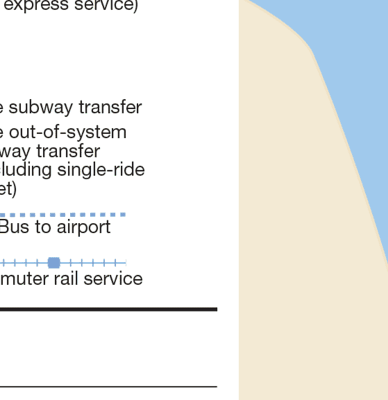 express service)
subway transfer
out-of-system
way transfer
luding single-ride
et)
Bus to airport
muter rail service